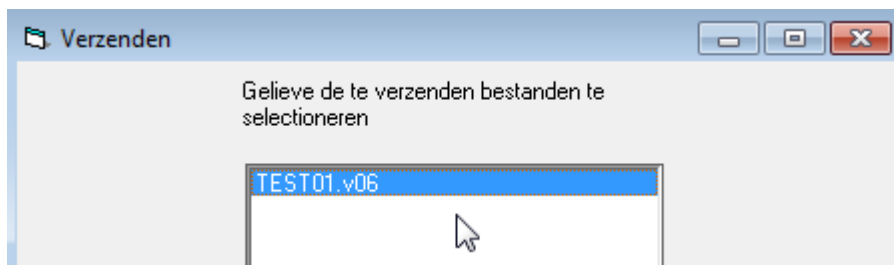 Verzenden
Gelieve de te verzenden bestanden te
selectioneren
TEST01.v06